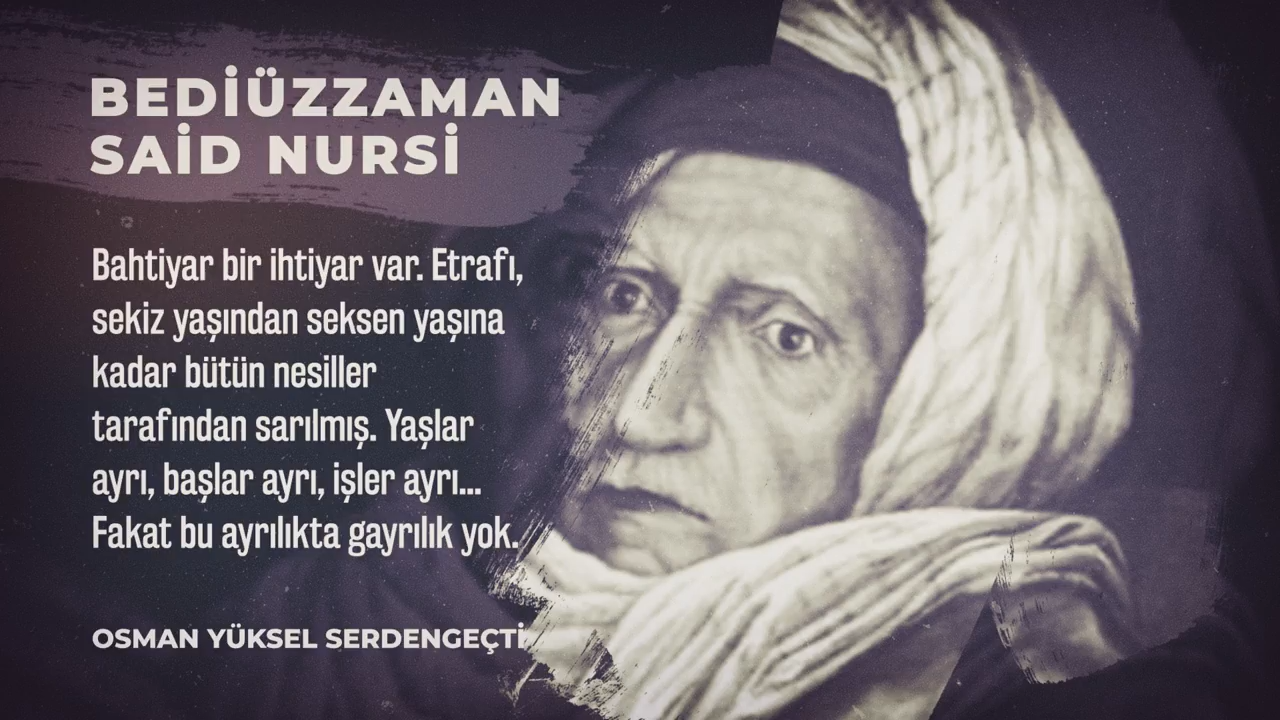 BEDİÜZZAMAN
SAİD NURSİ
Bahtiyar bir ihtiyar var. Etrafı,
sekiz yaşından seksen yaşına
kadar bütün nesiller
tarafından sarılmış. Yaşlar
ayrı, başlar ayrı, işler ayrı...
Fakat bu ayrılıkta gayrılık yok.
OSMAN YÜKSEL SERDENGEÇTİ